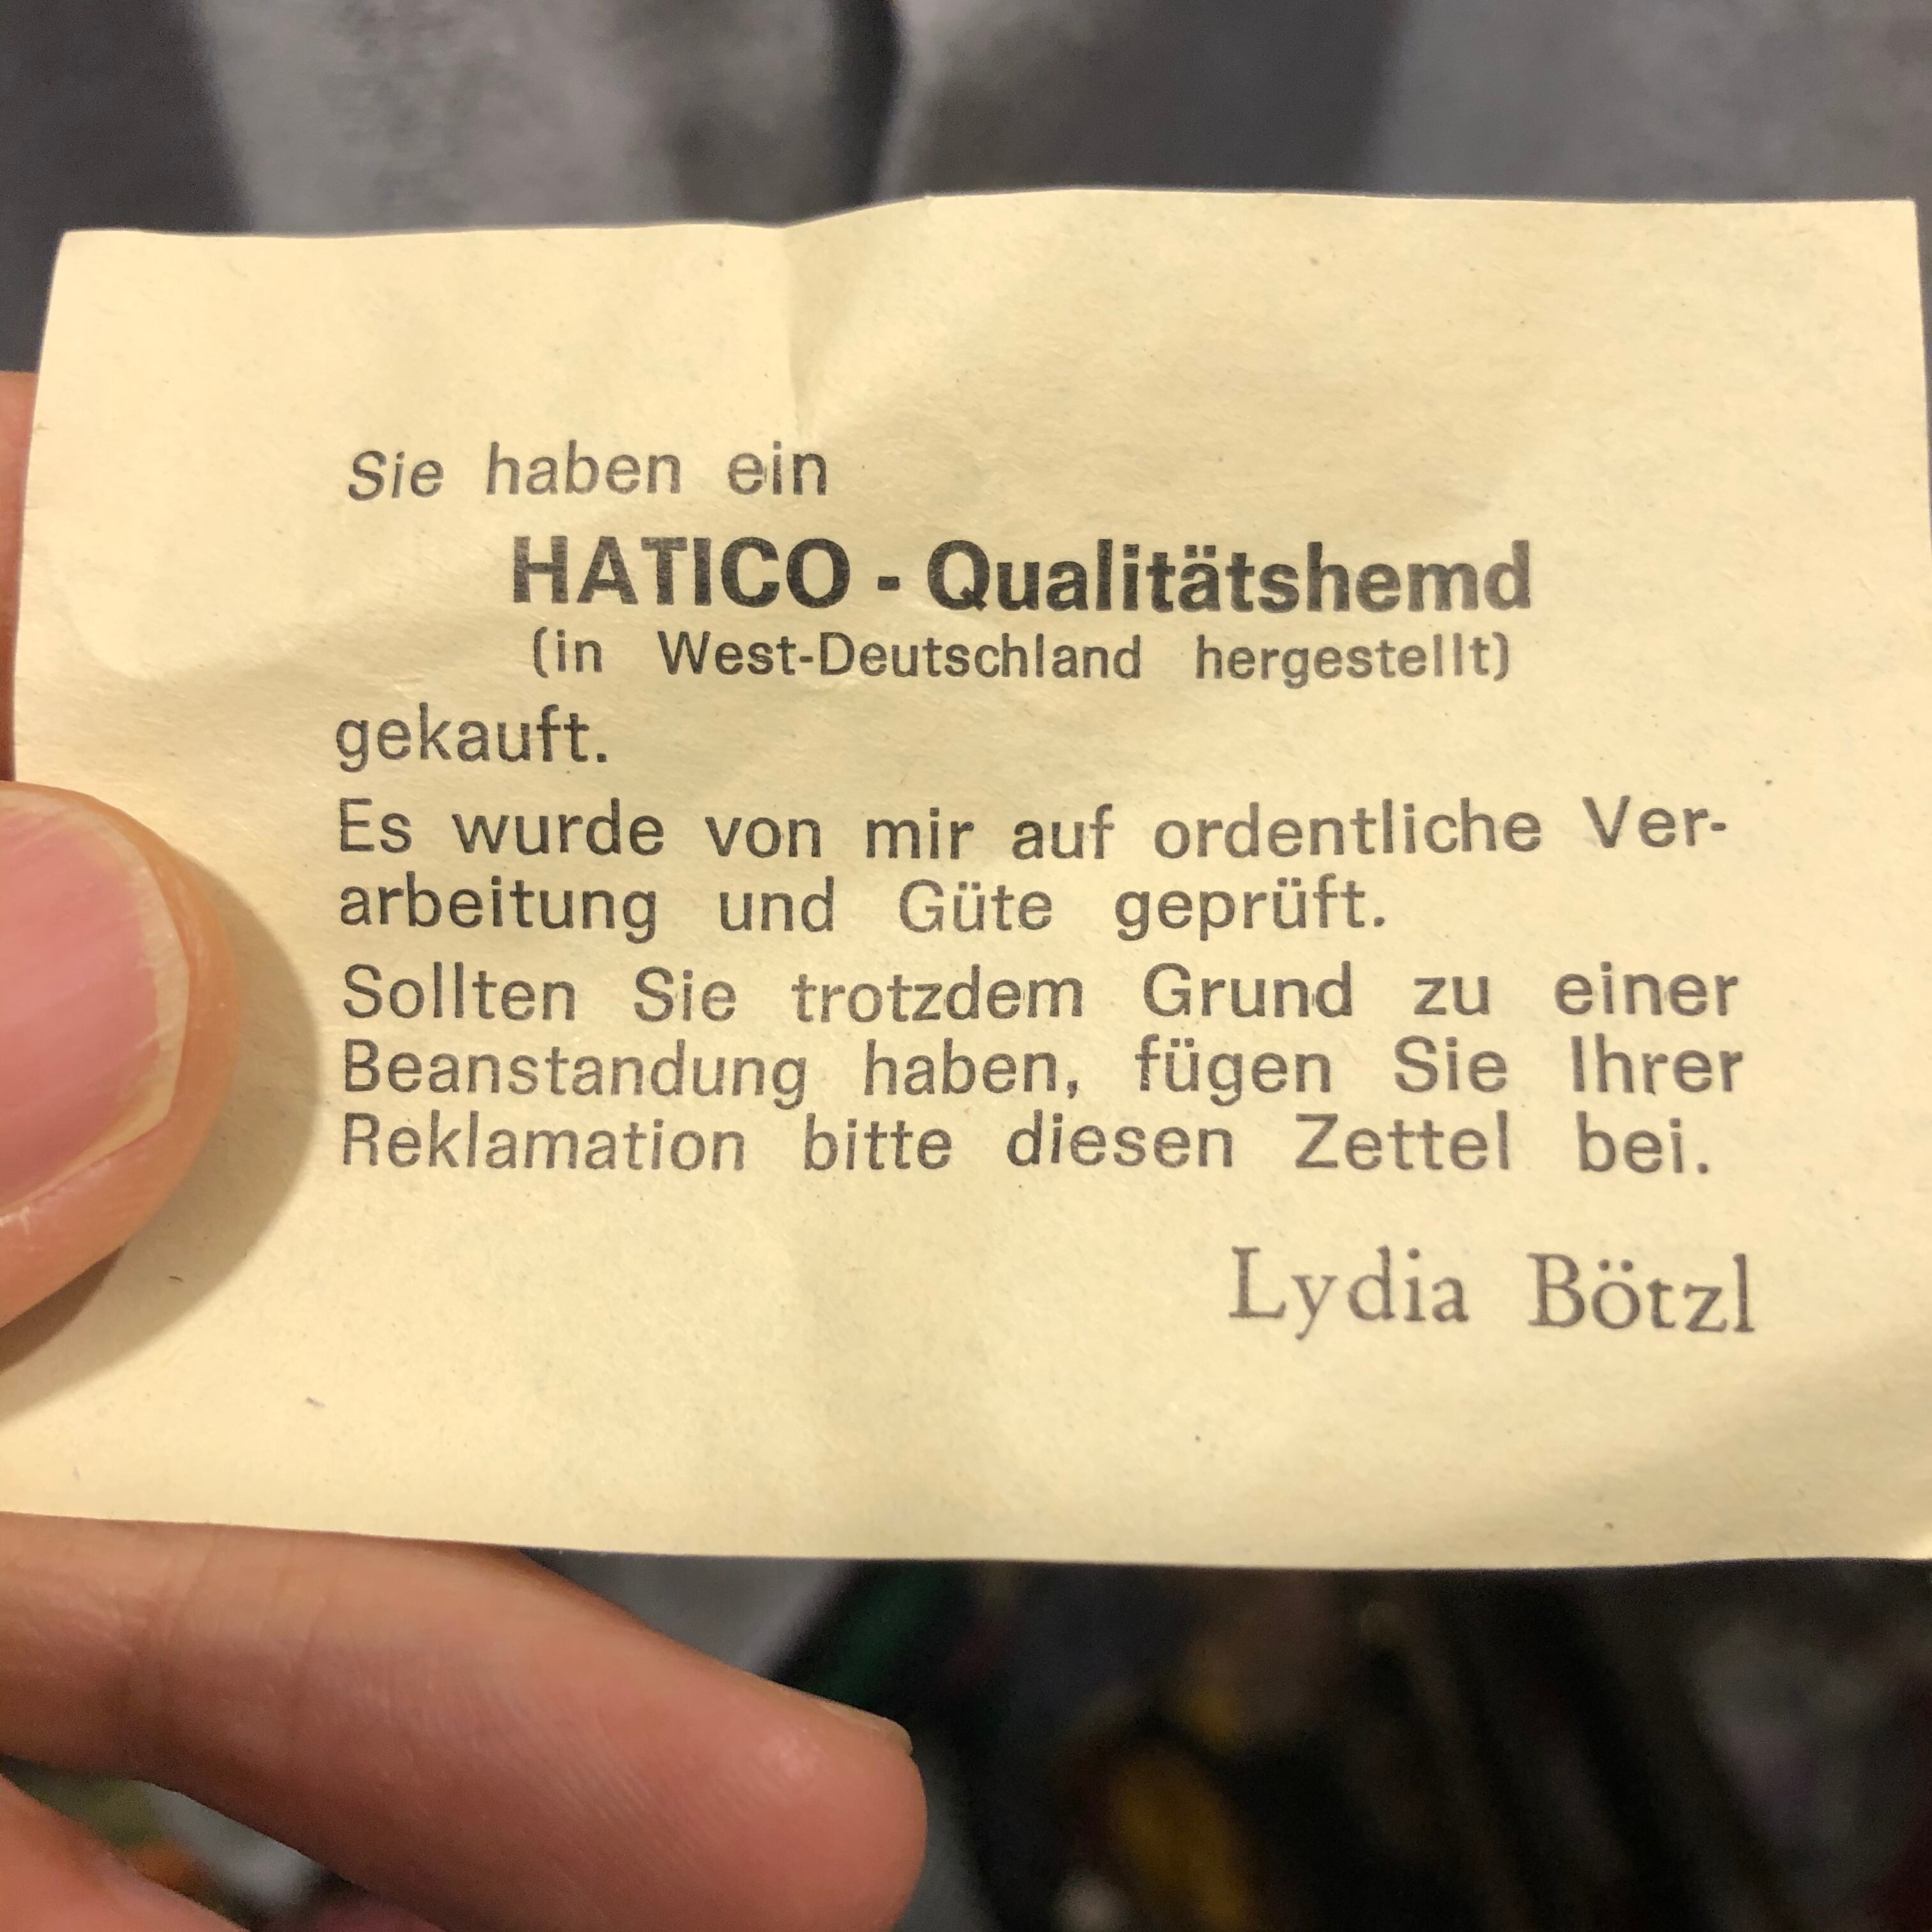 Sie haben ein
HATICO - Qualitätshemd
(in West-Deutschland hergestellt)
gekauft.
Es wurde von mir auf ordentliche Ver-
arbeitung und Güte geprüft.
Sollten Sie trotzdem Grund zu einer
Beanstandung haben, fügen Sie Ihrer
Reklamation bitte diesen Zettel bei.
Lydia Bötzl